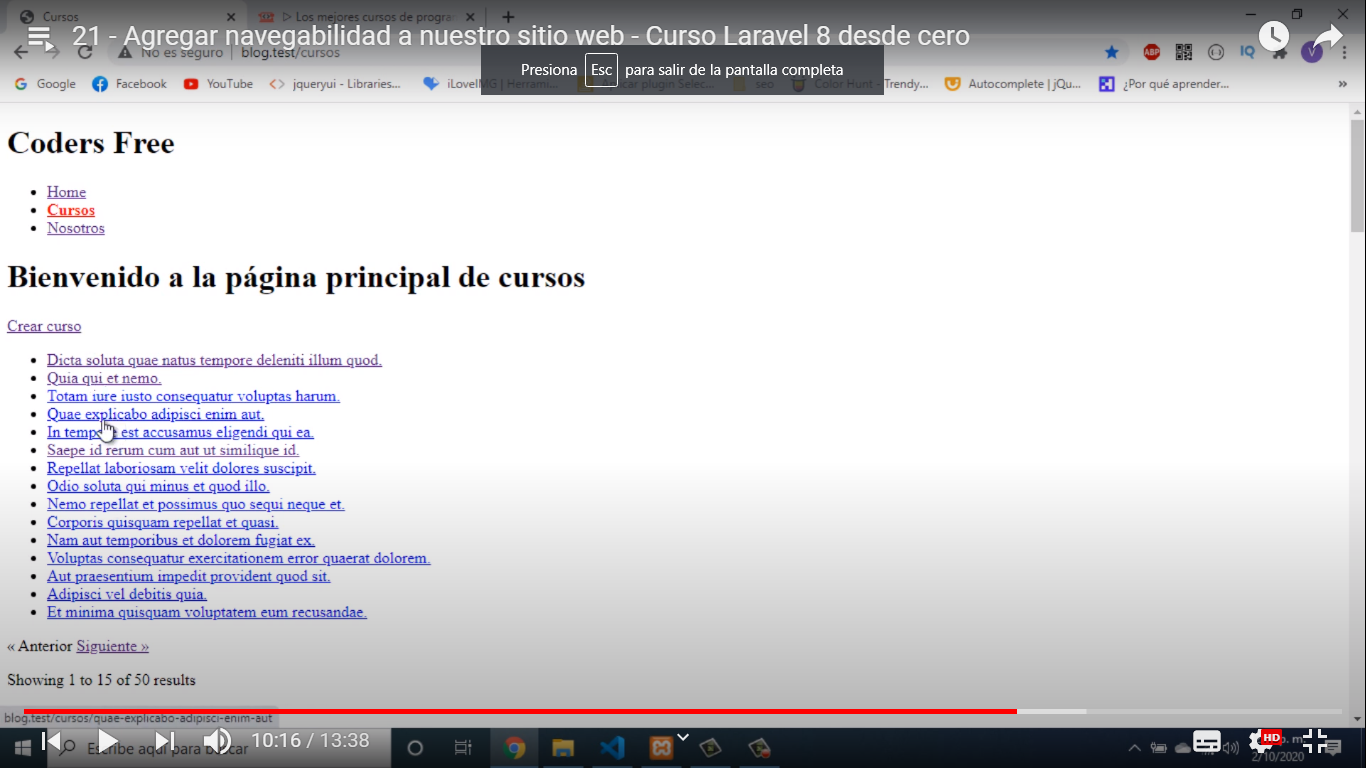 Cursos
Los mejores cursos de progra
21 - Agregar navegabilidad a nuestro sitio web - Curso Laravel 8 desde cero
No es seguro | blog.test/cursos
Presiona Esc para salir de la pantalla completa
Google Facebook YouTube jqueryui - Libraries... iLoveIMG | Herram... Aplicar plugin Selec... seo Color Hunt - Trendy... Autocomplete | jQu... ¿Por qué aprender... »
Coders Free
Home
Cursos
Nosotros
Bienvenido a la página principal de cursos
Crear curso
Dicta soluta quae natus tempore deleniti illum quod.
Quia qui et nemo.
Totam iure iusto consequatur voluptas harum.
Quae explicabo adipisci enim aut.
In tempore est accusamus eligendi qui ea.
Saepe id rerum cum aut ut similique id.
Repellat laboriosam velit dolores suscipit.
Odio soluta qui minus et quod illo.
Nemo repellat et possimus quo sequi neque et.
Corporis quisquam repellat et quasi.
Nam aut temporibus et dolorem fugiat ex.
Voluptas consequatur exercitationem error quaerat dolorem.
Aut praesentium impedit provident quod sit.
Adipisci vel debitis quia.
Et minima quisquam voluptatem eum recusandae.
« Anterior Siguiente »
Showing 1 to 15 of 50 results
blog.test/cursos/quae-explicabo-adipisci-enim-aut
Escribe aquí para buscar
10:16 / 13:38
HD
2/10/2020